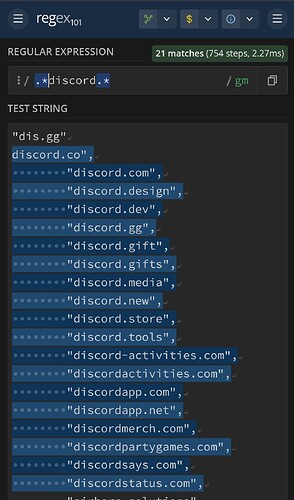 regex101
$
REGULAR EXPRESSION
21 matches (754 steps, 2.27ms)
/ .*discord.* / gm
TEST STRING
"dis.gg"
discord.co",
"discord.com",
"discord.design",
"discord.dev",
"discord.gg",
"discord.gift",
"discord.gifts",
"discord.media",
"discord.new",
"discord.store",
"discord.tools",
"discord-activities.com",
"discordactivities.com",
"discordapp.com",
"discordapp.net",
"discordmerch.com",
"discordpartygames.com",
"discordsays.com",
"discordstatus.com",